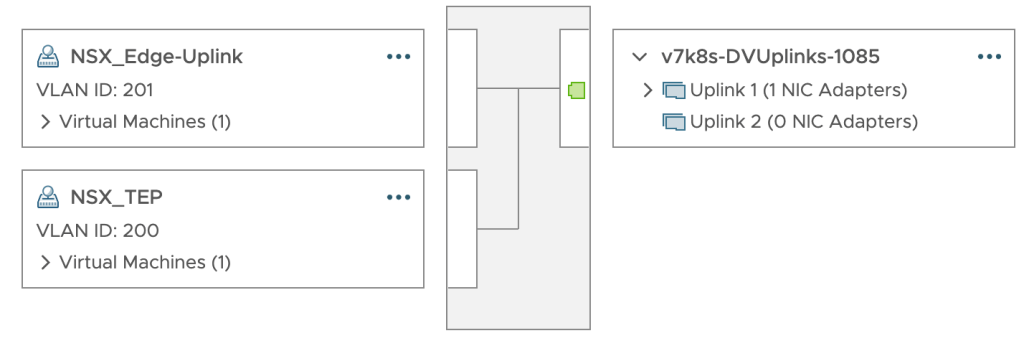 NSX_Edge-Uplink
VLAN ID: 201
Virtual Machines (1)
NSX_TEP
VLAN ID: 200
Virtual Machines (1)
v7k8s-DVUplinks-1085
Uplink 1 (1 NIC Adapters)
Uplink 2 (0 NIC Adapters)